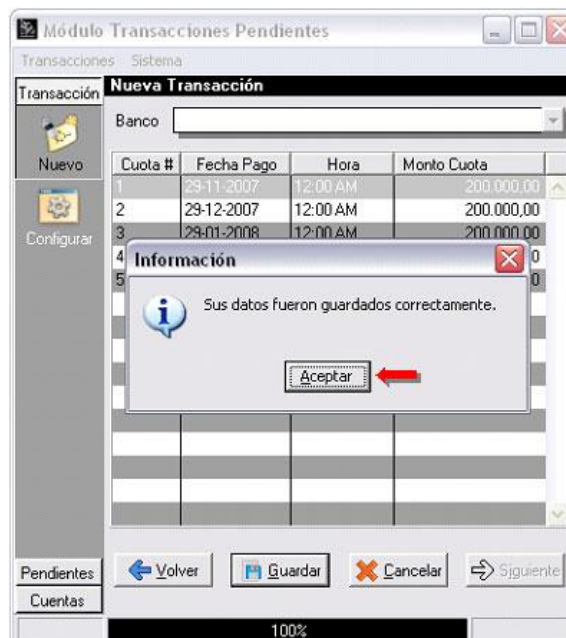 Módulo Transacciones Pendientes
Transacciones Sistema
Transacción
Nueva Transacción
Banco
Nuevo
Configurar
Cuota # Fecha Pago Hora Monto Cuota
1 29-11-2007 12:00 AM 200.000,00
2 29-12-2007 12:00 AM 200.000,00
3 29-01-2008 12:00 AM 200.000,00
4 0
5 0
Información
Sus datos fueron guardados correctamente.
Aceptar
Pendientes
Cuentas
Volver Guardar Cancelar Siguiente
100%